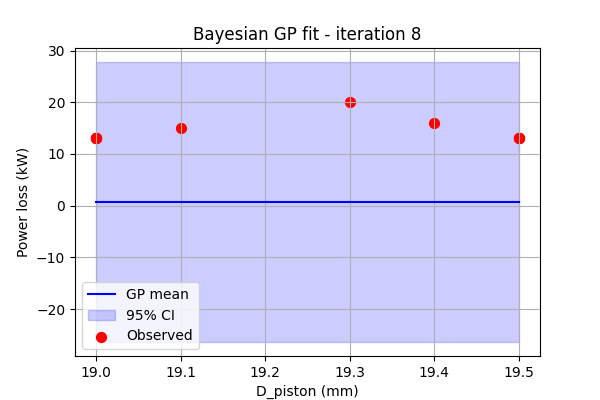 Bayesian GP fit - iteration 8
Power loss (kW)
30
20
10
0
−10
−20
GP mean
95% CI
Observed
19.0 19.1 19.2 19.3 19.4 19.5
D_piston (mm)